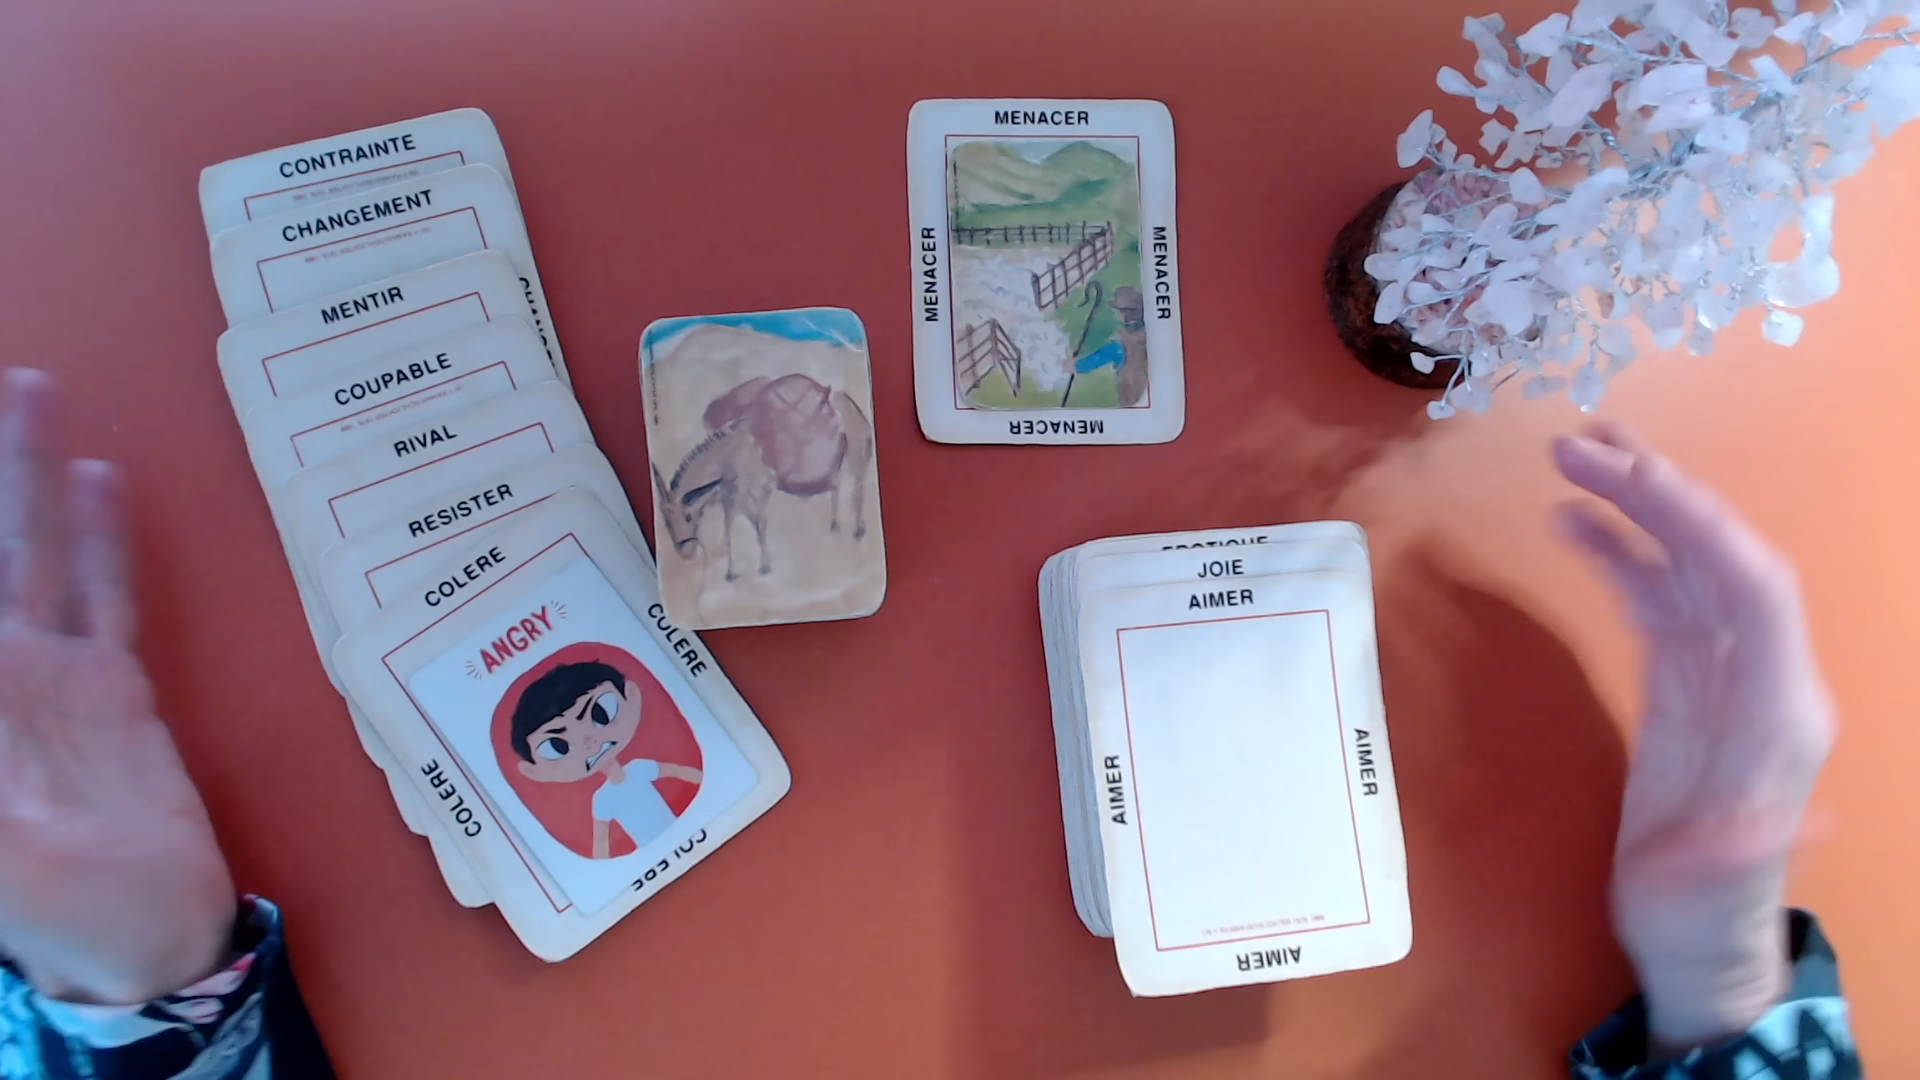 CONTRAINTE
CHANGEMENT
MENTIR
COUPABLE
RIVAL
RESISTER
COLERE
COLERE
COLERE
COLERE
ANGRY
MENACER
MENACER
MENACER
MENACER
EROTIQUE
JOIE
AIMER
AIMER
AIMER
AIMER